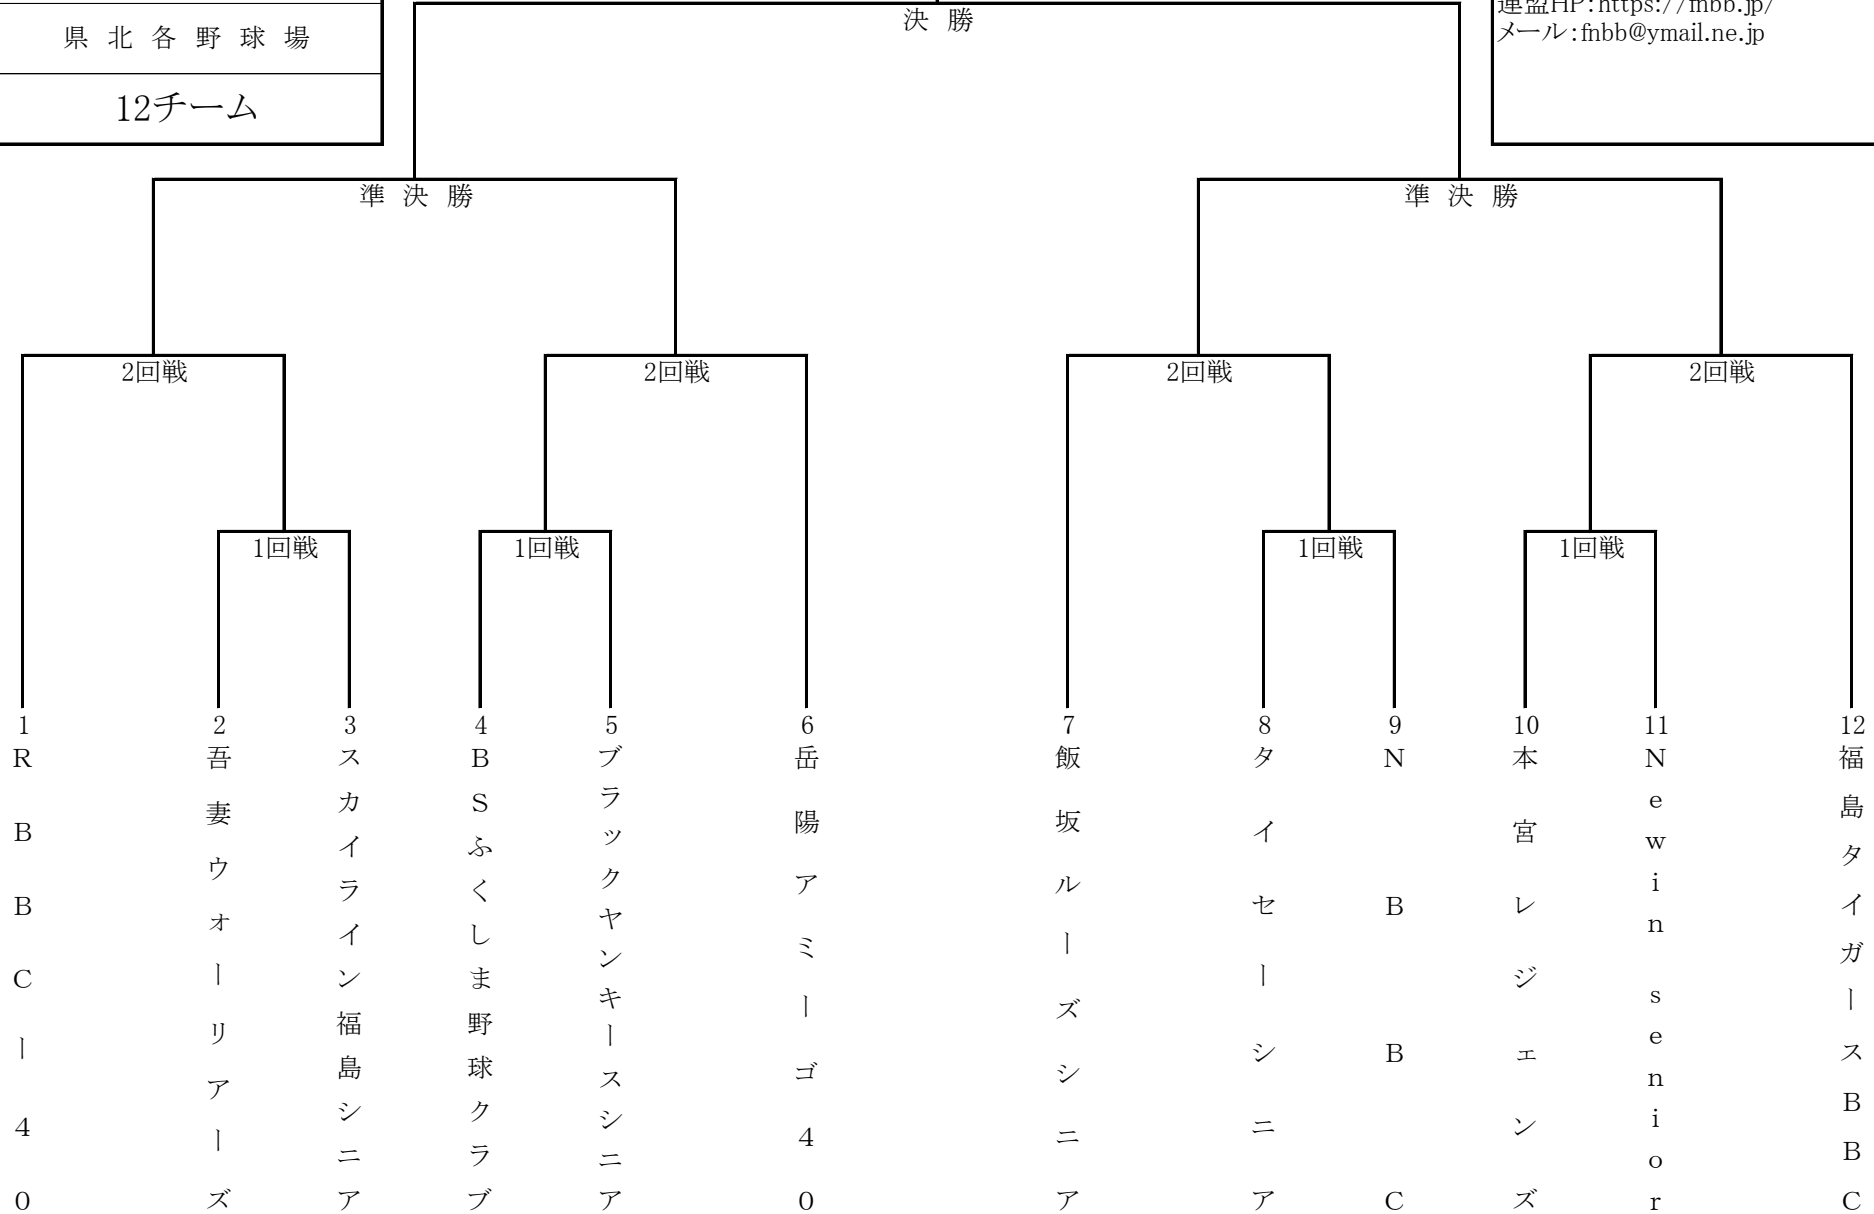 県北各野球場
12チーム
連盟HP:https://fnbb.jp/
メール:fnbb@ymail.ne.jp
決勝
準決勝
準決勝
2回戦
2回戦
2回戦
2回戦
1回戦
1回戦
1回戦
1回戦
1
RBBCー40
2
吾妻ウォーリアーズ
3
スカイライン福島シニア
4
BSふくしま野球クラブ
5
ブラックヤンキースシニア
6
岳陽アミーゴ40
7
飯坂ルーズシニア
8
タイセーシニア
9
NBBC
10
本宮レジェンズ
11
Newin senior
12
福島タイガースBBC